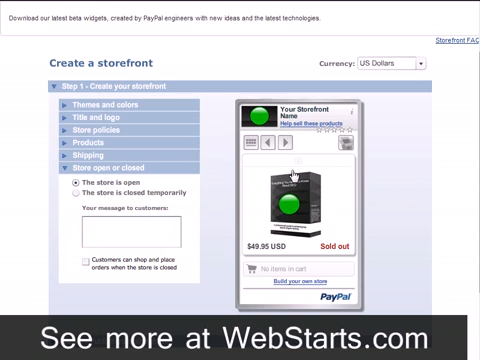 Download our latest beta widgets, created by PayPal engineers with new ideas and the latest technologies.
Storefront FAQ
Create a storefront
Currency: US Dollars
Step 1 - Create your storefront
Themes and colors
Title and logo
Store policies
Products
Shipping
Store open or closed
The store is open
The store is closed temporarily
Your message to customers:
Customers can shop and place
orders when the store is closed
Your Storefront
Name
Help sell these products
$49.95 USD Sold out
No items in cart
Build your own store
PayPal
See more at WebStarts.com